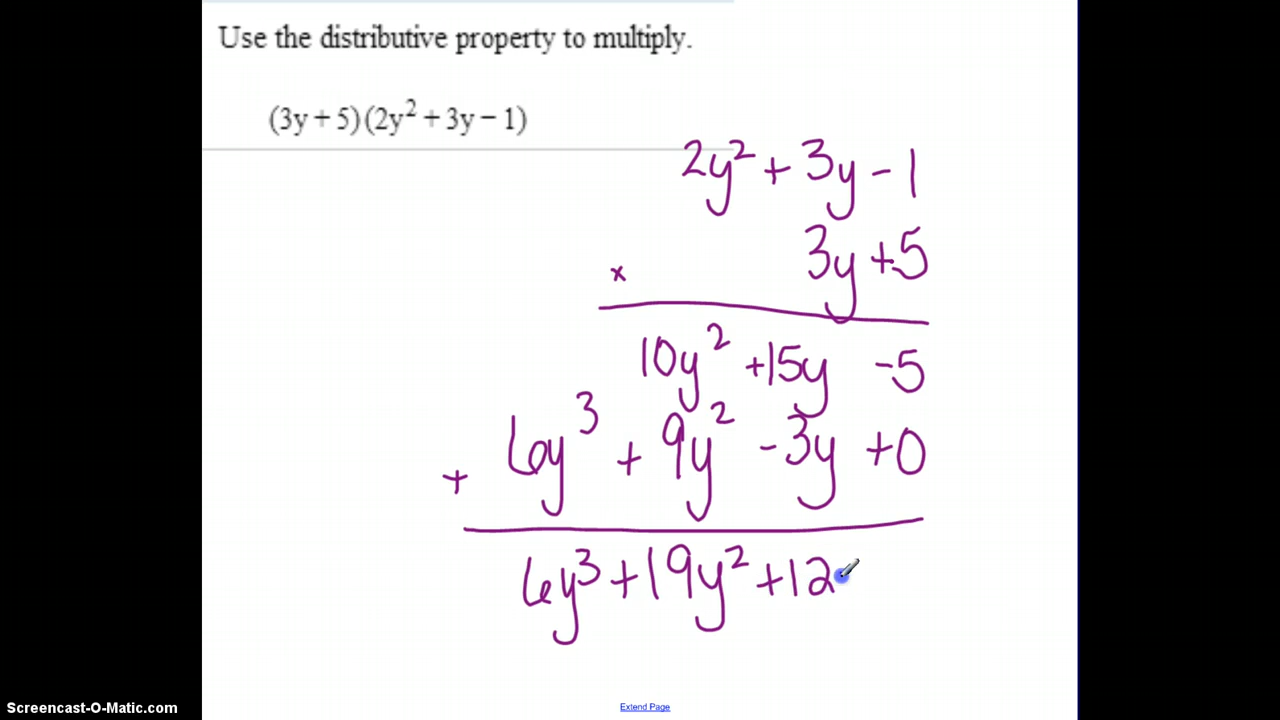 Use the distributive property to multiply.
(3y + 5)(2y² + 3y − 1)
2y² + 3y - 1
3y + 5
x
10y² +15y -5
6y³ + 9y² -3y +0
+
6y³ + 19y² + 12
Extend Page
Screencast-O-Matic.com